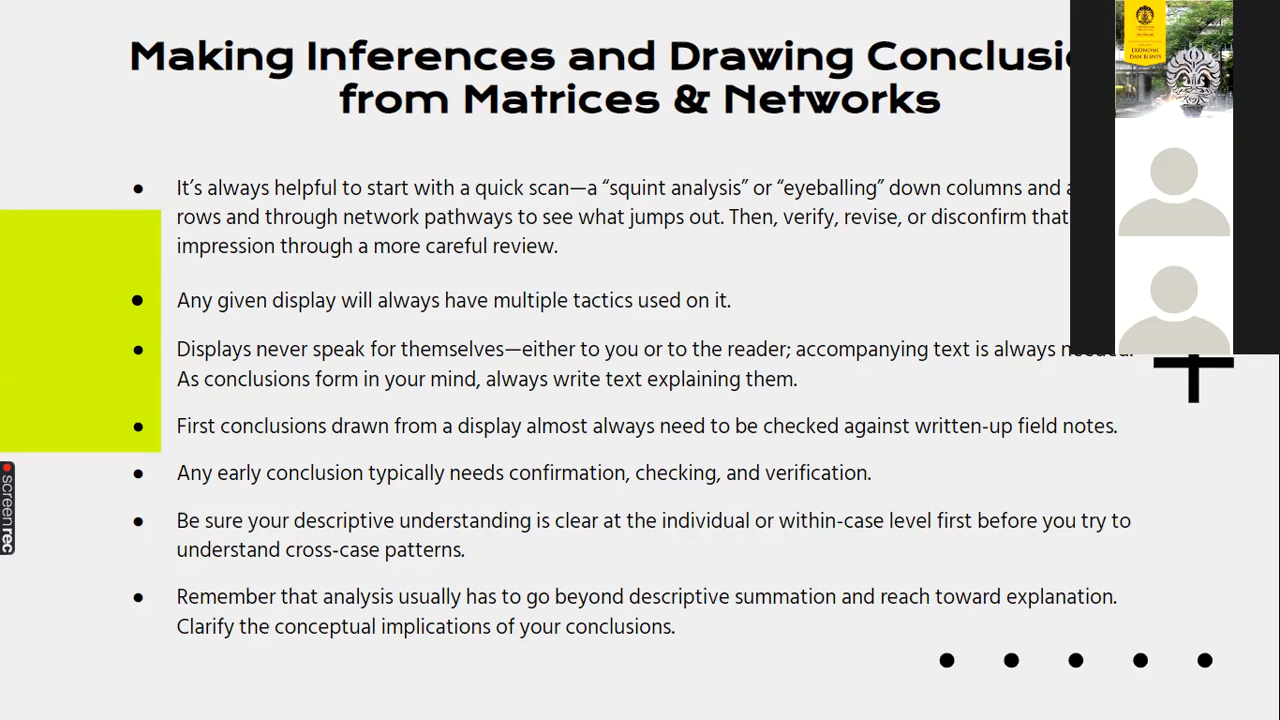 Making Inferences and Drawing Conclusi
from Matrices & Networks
● It’s always helpful to start with a quick scan—a “squint analysis” or “eyeballing” down columns and a
rows and through network pathways to see what jumps out. Then, verify, revise, or disconfirm that
impression through a more careful review.
● Any given display will always have multiple tactics used on it.
● Displays never speak for themselves—either to you or to the reader; accompanying text is always needed.
As conclusions form in your mind, always write text explaining them.
● First conclusions drawn from a display almost always need to be checked against written-up field notes.
● Any early conclusion typically needs confirmation, checking, and verification.
● Be sure your descriptive understanding is clear at the individual or within-case level first before you try to
understand cross-case patterns.
● Remember that analysis usually has to go beyond descriptive summation and reach toward explanation.
Clarify the conceptual implications of your conclusions.
EKONOMI
DAN BISNIS
screenrec